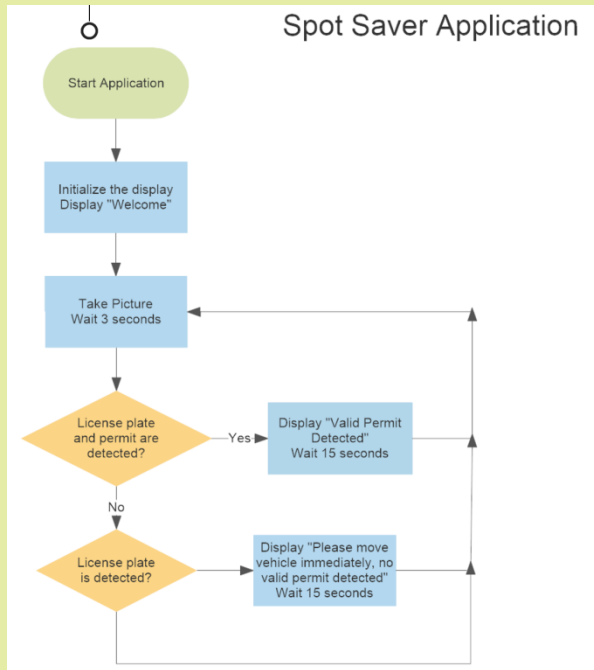 Spot Saver Application
Start Application
Initialize the display
Display "Welcome"
Take Picture
Wait 3 seconds
License plate
and permit are
detected?
Yes
Display "Valid Permit
Detected"
Wait 15 seconds
No
License plate
is detected?
Display "Please move
vehicle immediately, no
valid permit detected"
Wait 15 seconds